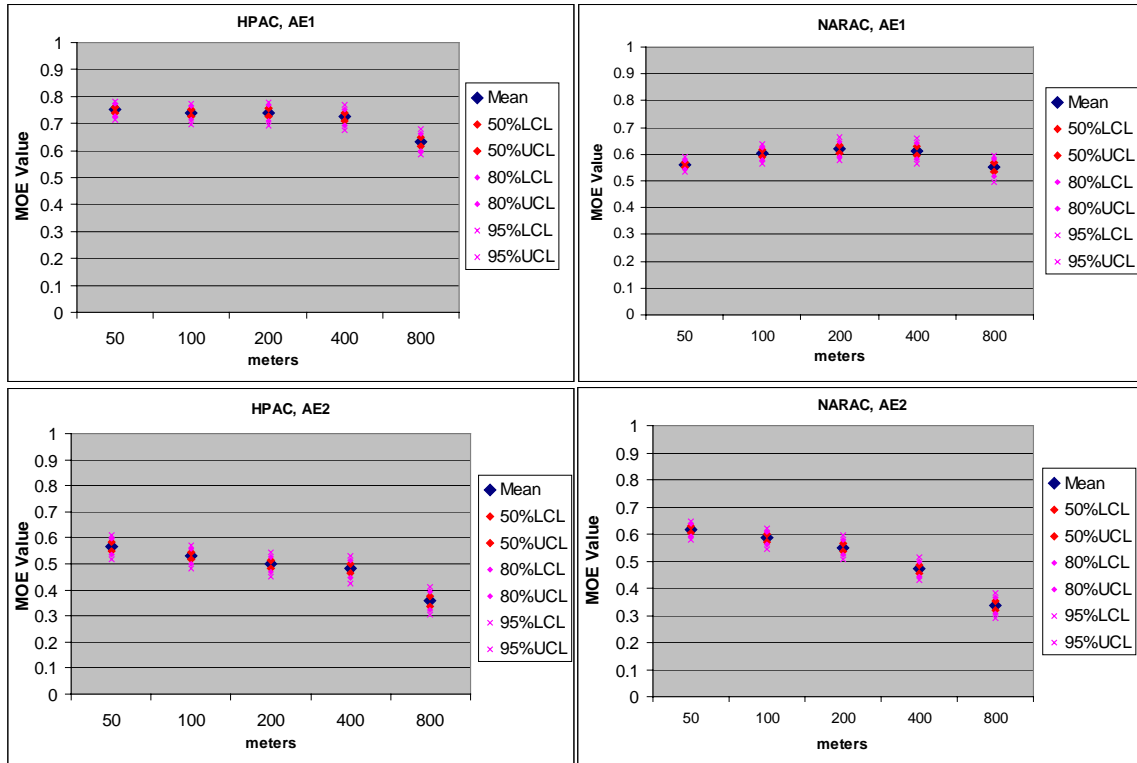 HPAC, AE1
1
0.9
0.8
0.7
0.6
0.5
0.4
0.3
0.2
0.1
0
MOE Value
50 100 200 400 800
meters
Mean
50%LCL
50%UCL
80%LCL
80%UCL
95%LCL
95%UCL
NARAC, AE1
1
0.9
0.8
0.7
0.6
0.5
0.4
0.3
0.2
0.1
0
MOE Value
50 100 200 400 800
meters
Mean
50%LCL
50%UCL
80%LCL
80%UCL
95%LCL
95%UCL
HPAC, AE2
1
0.9
0.8
0.7
0.6
0.5
0.4
0.3
0.2
0.1
0
MOE Value
50 100 200 400 800
meters
Mean
50%LCL
50%UCL
80%LCL
80%UCL
95%LCL
95%UCL
NARAC, AE2
1
0.9
0.8
0.7
0.6
0.5
0.4
0.3
0.2
0.1
0
MOE Value
50 100 200 400 800
meters
Mean
50%LCL
50%UCL
80%LCL
80%UCL
95%LCL
95%UCL